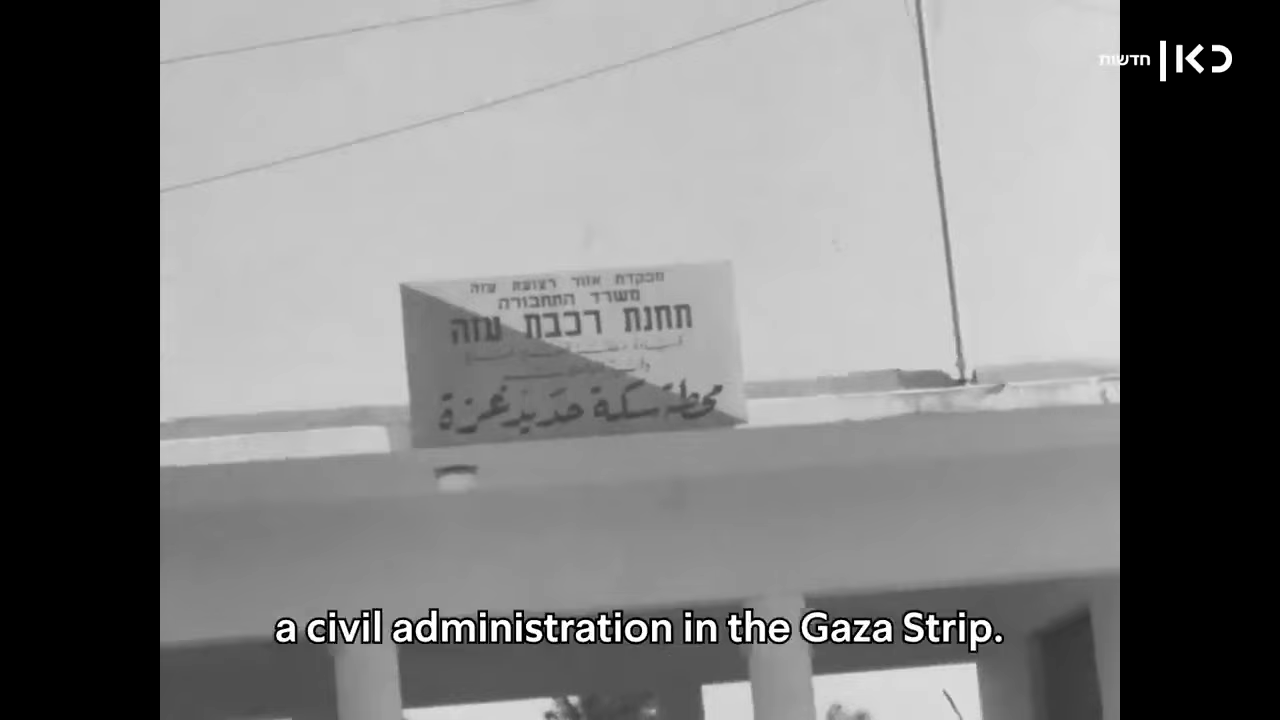 כאן חדשות
מפקדת אזור רצועת עזה
משרד התחבורה
תחנת רכבת עזה
محطة سكة حديد غزة
a civil administration in the Gaza Strip.